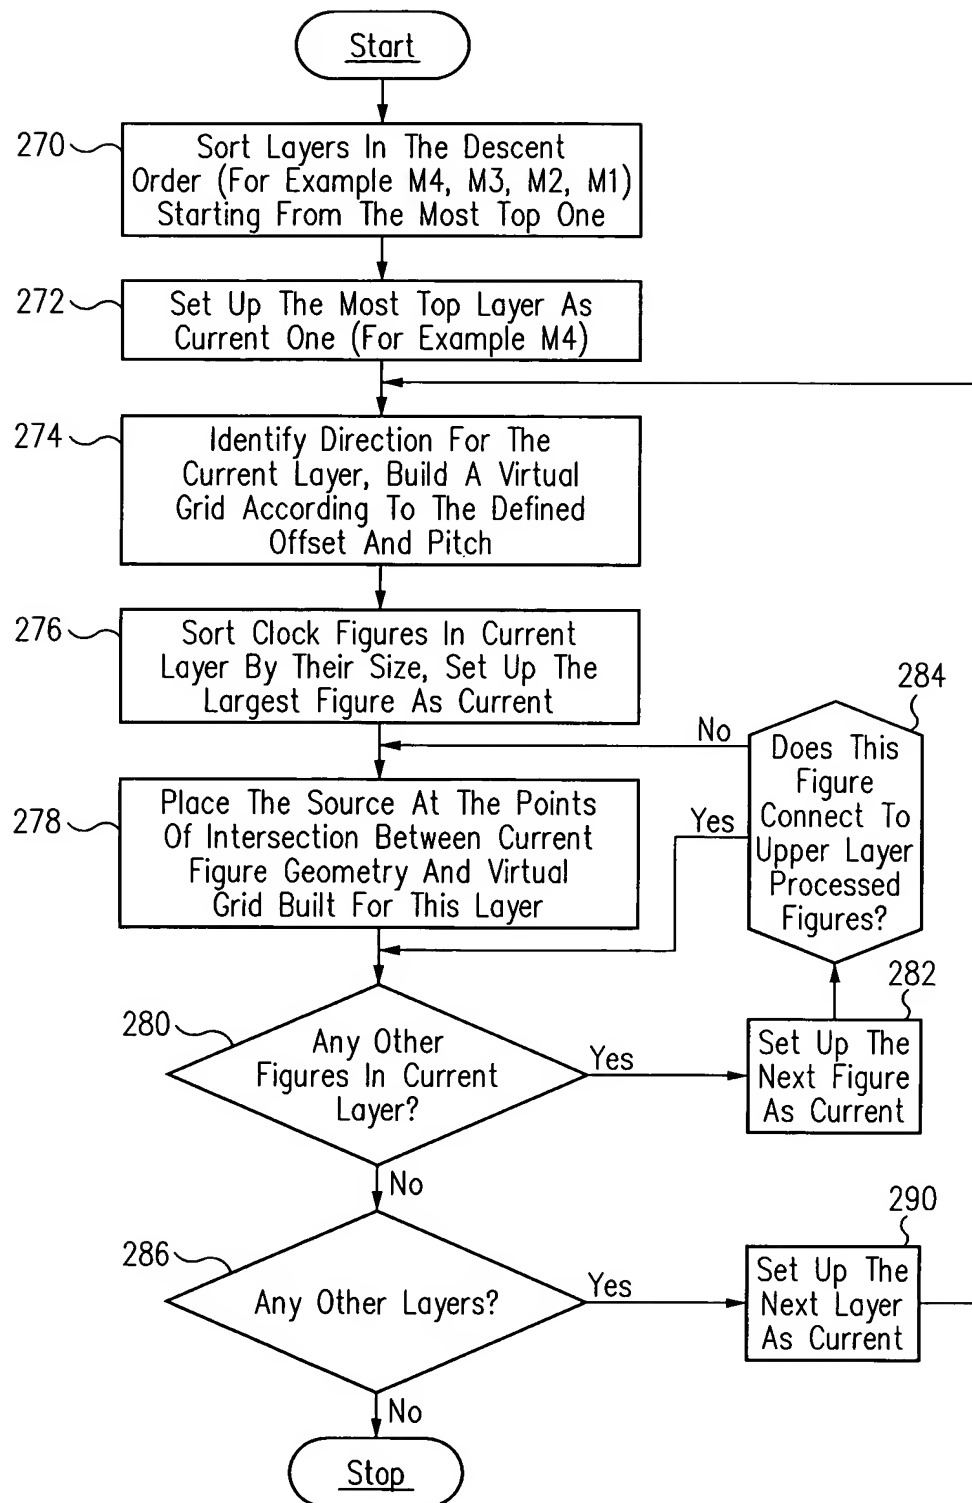 Start
270
Sort Layers In The Descent
Order (For Example M4, M3, M2, M1)
Starting From The Most Top One
272
Set Up The Most Top Layer As
Current One (For Example M4)
274
Identify Direction For The
Current Layer, Build A Virtual
Grid According To The Defined
Offset And Pitch
276
Sort Clock Figures In Current
Layer By Their Size, Set Up The
Largest Figure As Current
284
No
Does This
Figure
Connect To
Upper Layer
Processed
Figures?
Yes
278
Place The Source At The Points
Of Intersection Between Current
Figure Geometry And Virtual
Grid Built For This Layer
280
Any Other
Figures In Current
Layer?
Yes
282
Set Up The
Next Figure
As Current
No
286
Any Other Layers?
Yes
290
Set Up The
Next Layer
As Current
No
Stop